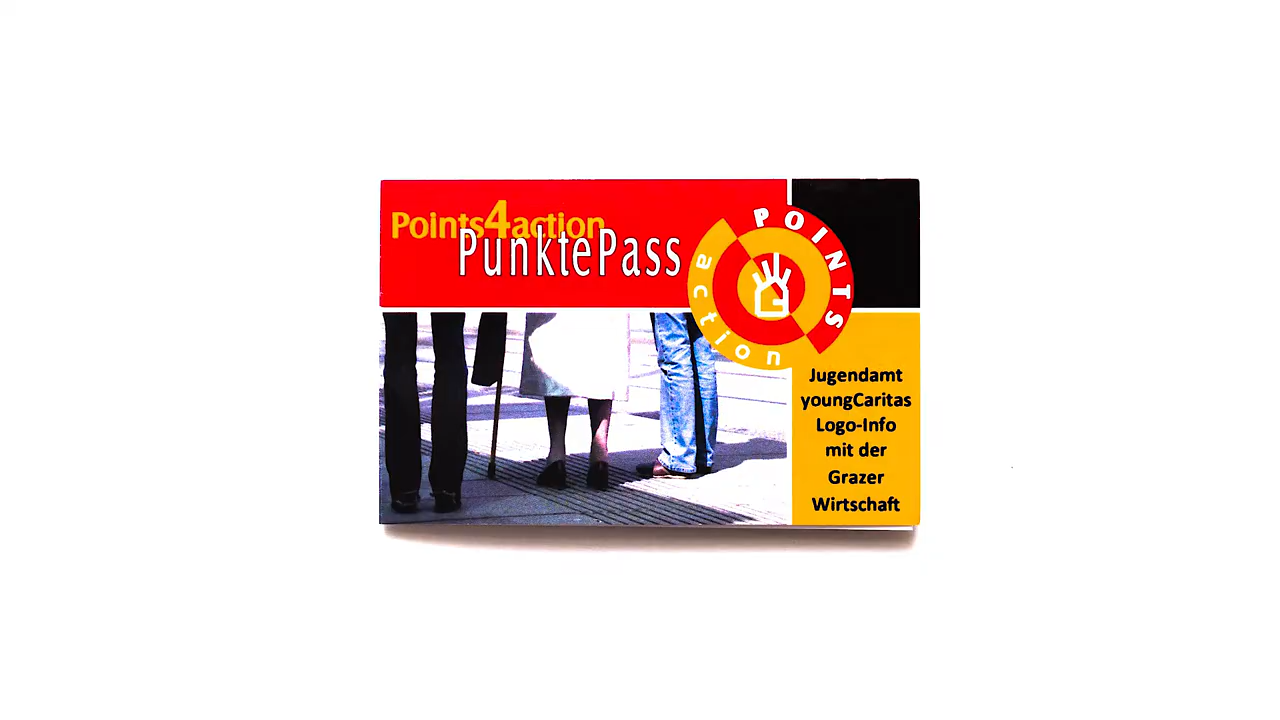 Points4action
PunktePass
POINTS
action
Jugendamt
youngCaritas
Logo-Info
mit der
Grazer
Wirtschaft